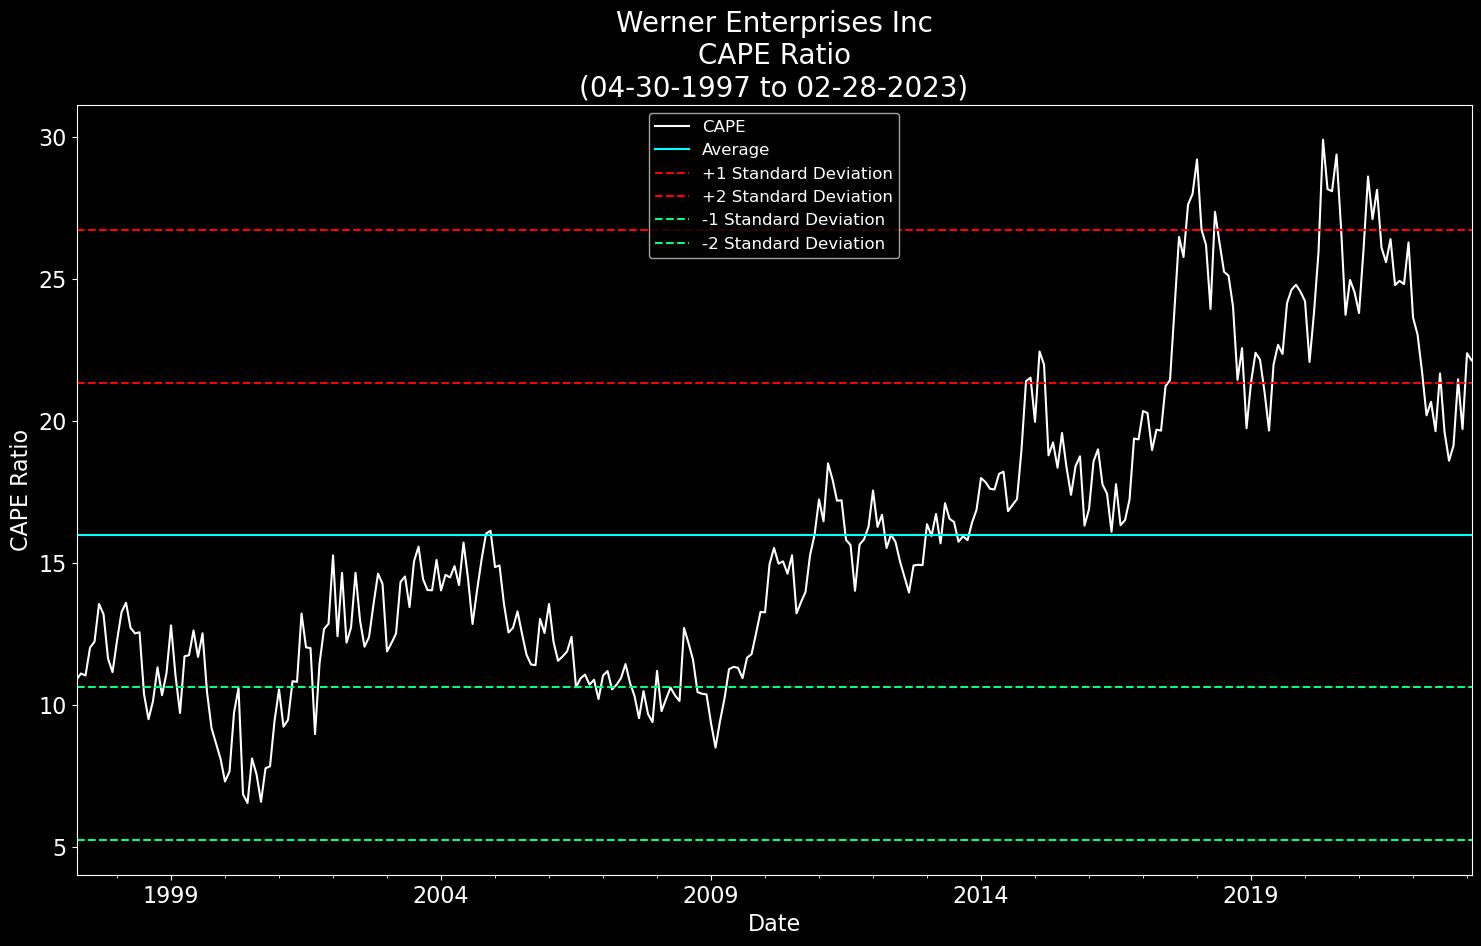 Werner Enterprises Inc
CAPE Ratio
(04-30-1997 to 02-28-2023)
CAPE
Average
+1 Standard Deviation
+2 Standard Deviation
-1 Standard Deviation
-2 Standard Deviation
CAPE Ratio
30
25
20
15
10
5
1999 2004 2009 2014 2019
Date